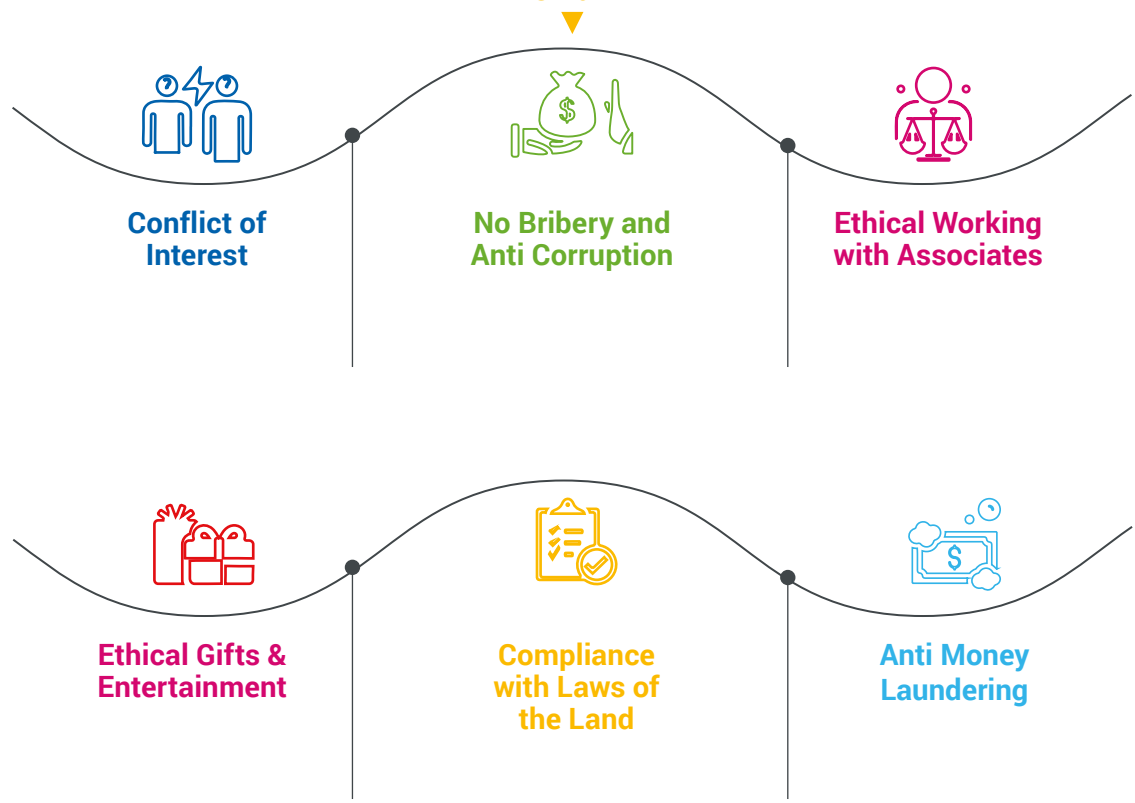 Conflict of
Interest
No Bribery and
Anti Corruption
Ethical Working
with Associates
$
Ethical Gifts &
Entertainment
Compliance
with Laws of
the Land
Anti Money
Laundering
$